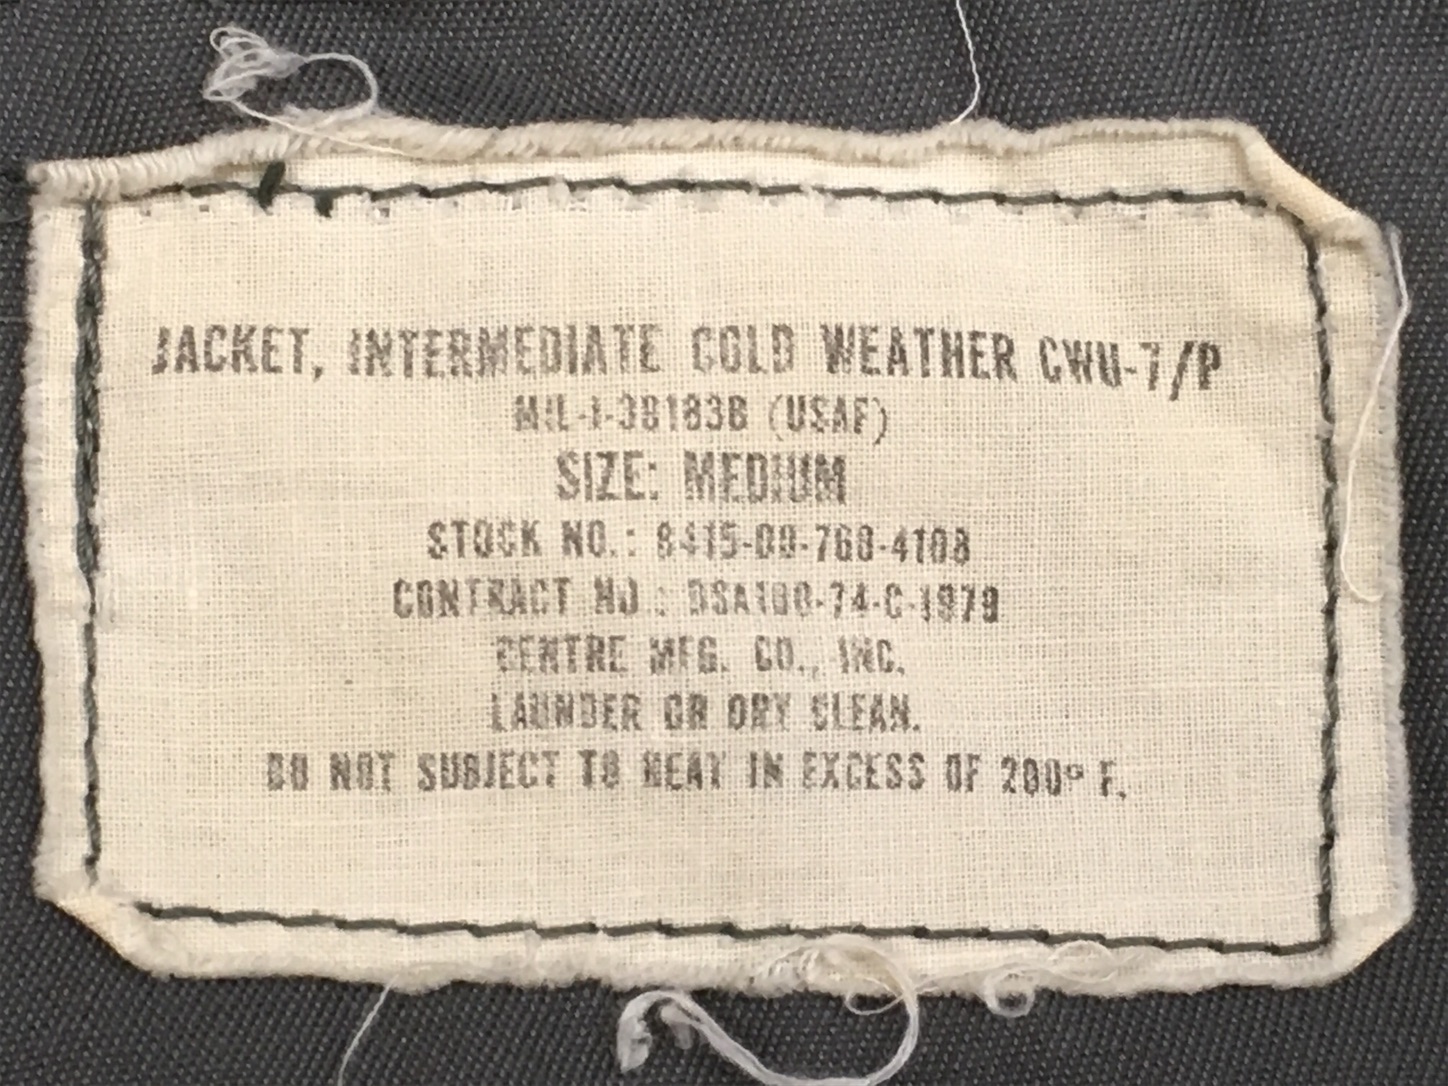 JACKET, INTERMEDIATE COLD WEATHER CWU-7/P
MIL-J-38183B (USAF)
SIZE: MEDIUM
STOCK NO.: 8415-00-768-4108
CONTRACT NO.: DSA100-74-C-1979
CENTRE MFG. CO., INC.
LAUNDER OR DRY CLEAN.
DO NOT SUBJECT TO HEAT IN EXCESS OF 200° F.